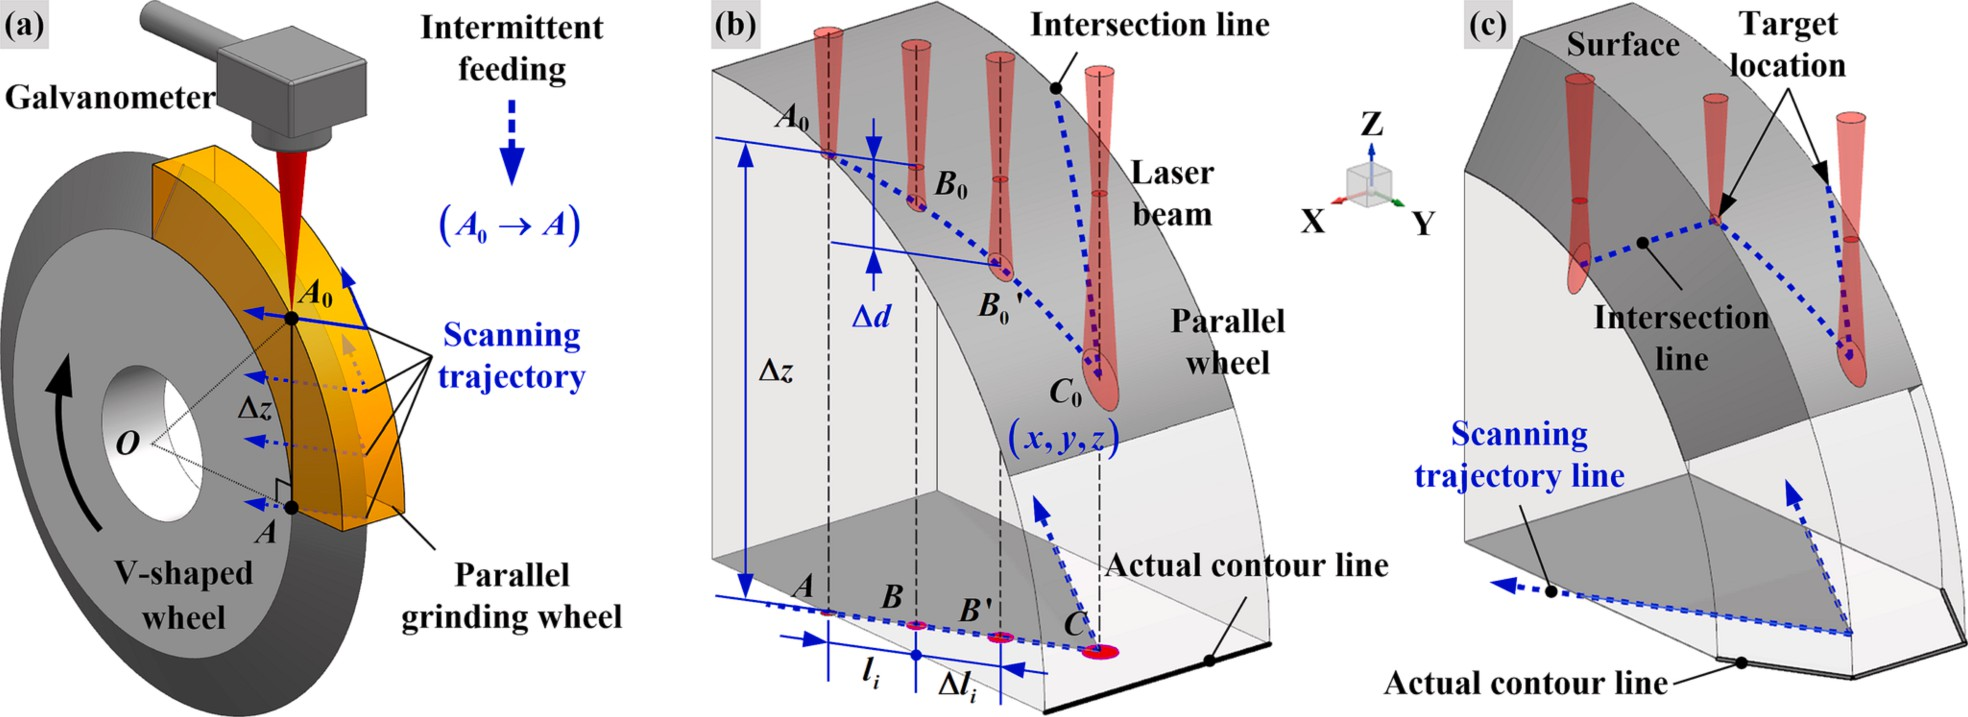 (a)
Galvanometer
Intermittent
feeding
(A₀ → A)
A₀
Scanning
trajectory
Δz
O
A
V-shaped
wheel
Parallel
grinding wheel
(b)
Intersection line
A₀
B₀
Laser
beam
B₀'
Δd
Δz
Parallel
wheel
C₀
(x, y, z)
Actual contour line
A
B
B'
C
lᵢ
Δlᵢ
Z
X
Y
(c)
Surface
Target
location
Intersection
line
Scanning
trajectory line
Actual contour line